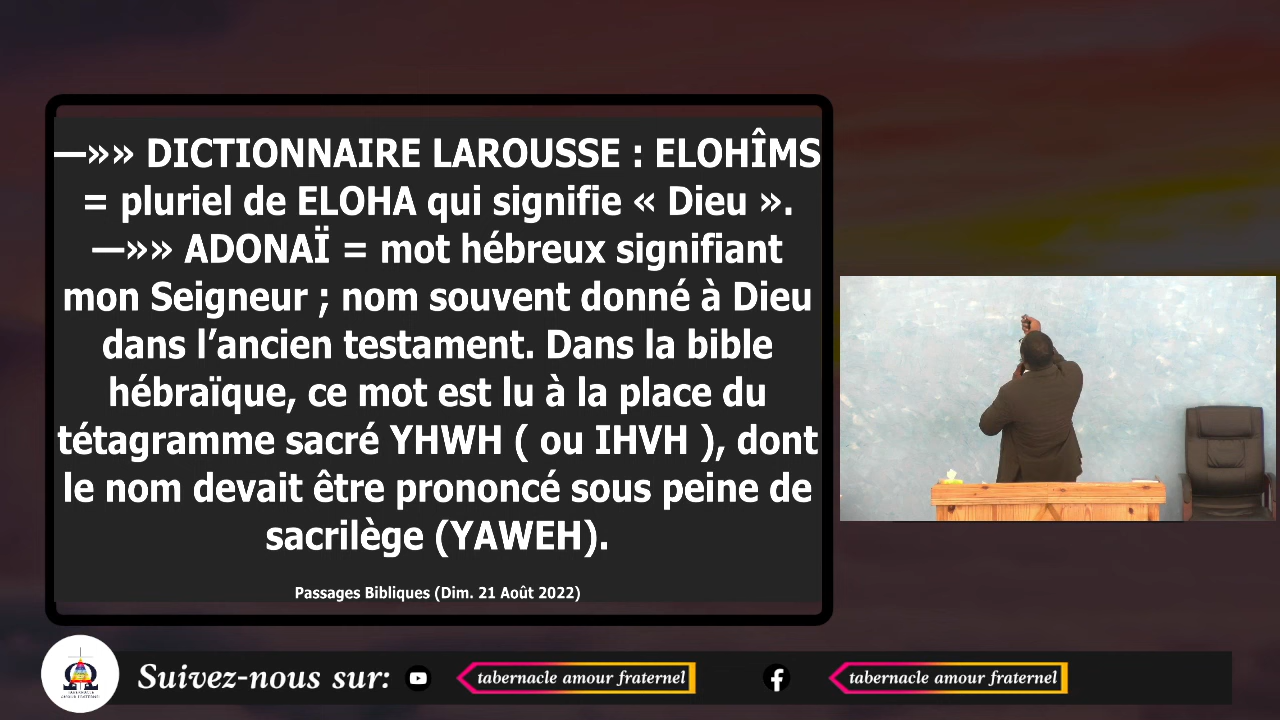 —»» DICTIONNAIRE LAROUSSE : ELOHÎMS
= pluriel de ELOHA qui signifie « Dieu ».
—»» ADONAÏ = mot hébreux signifiant
mon Seigneur ; nom souvent donné à Dieu
dans l’ancien testament. Dans la bible
hébraïque, ce mot est lu à la place du
tétagramme sacré YHWH ( ou IHVH ), dont
le nom devait être prononcé sous peine de
sacrilège (YAWEH).
Passages Bibliques (Dim. 21 Août 2022)
Suivez-nous sur:
tabernacle amour fraternel
tabernacle amour fraternel
TABERNACLE
AMOUR FRATERNEL